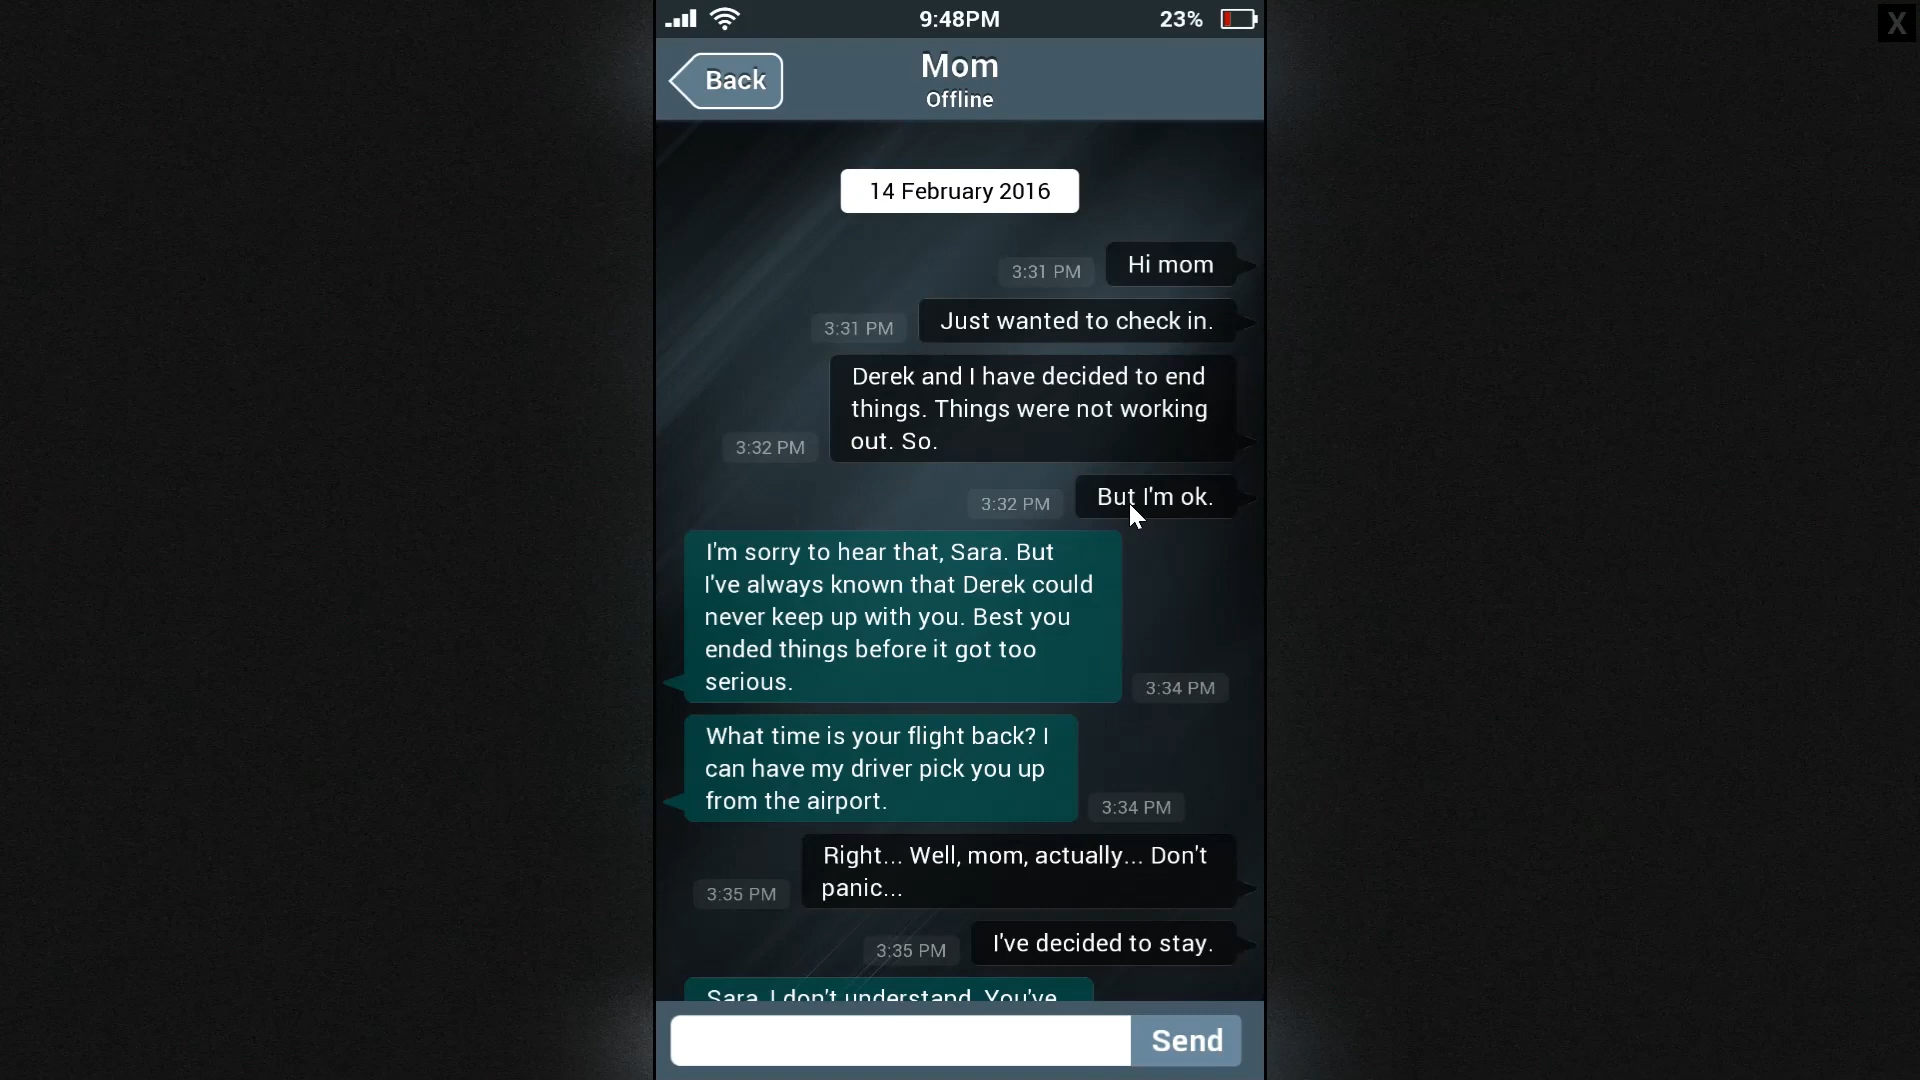 9:48PM
23%
X
Back
Mom
Offline
14 February 2016
Hi mom
3:31 PM
Just wanted to check in.
3:31 PM
Derek and I have decided to end
things. Things were not working
out. So.
3:32 PM
But I'm ok.
3:32 PM
I'm sorry to hear that, Sara. But
I've always known that Derek could
never keep up with you. Best you
ended things before it got too
serious.
3:34 PM
What time is your flight back? I
can have my driver pick you up
from the airport.
3:34 PM
Right... Well, mom, actually... Don't
panic...
3:35 PM
I've decided to stay.
3:35 PM
Sara, I don't understand. You've
Send